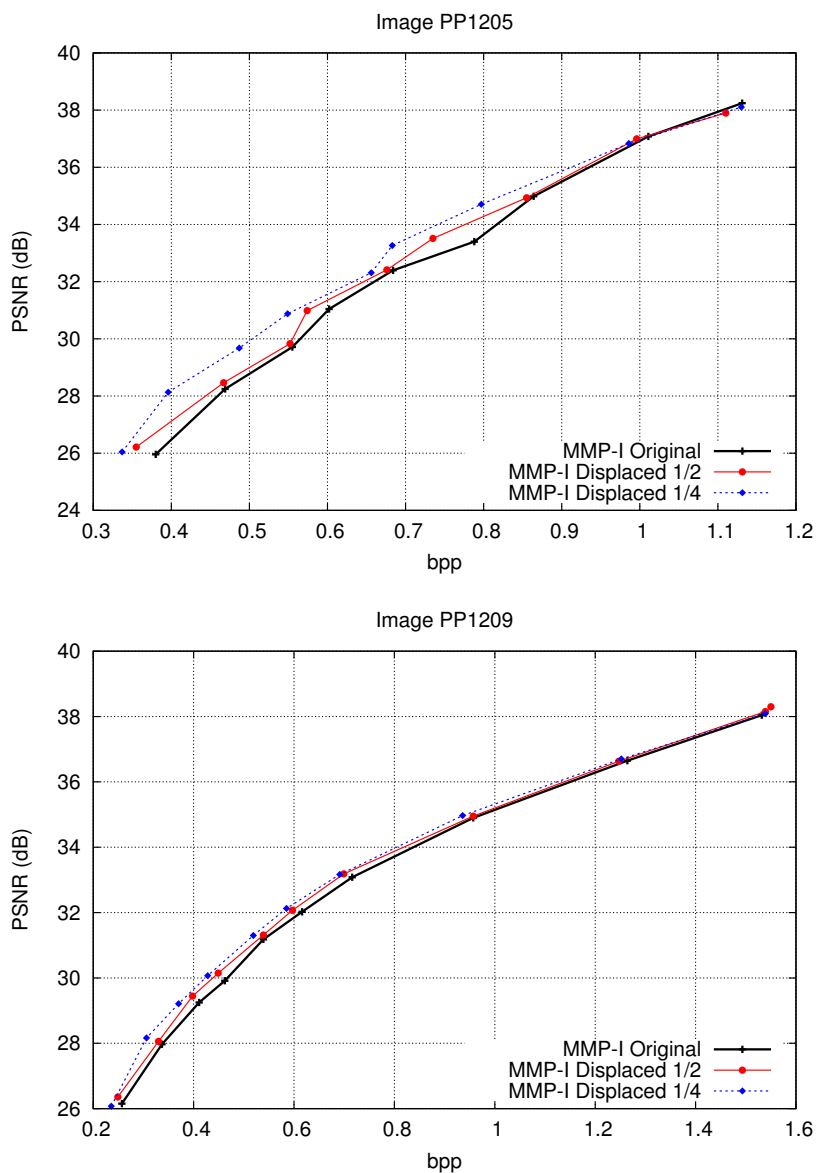 Image PP1205
40
38
36
34
32
30
28
26
24
PSNR (dB)
MMP-I Original
MMP-I Displaced 1/2
MMP-I Displaced 1/4
0.3 0.4 0.5 0.6 0.7 0.8 0.9 1 1.1 1.2
bpp
Image PP1209
40
38
36
34
32
30
28
26
PSNR (dB)
MMP-I Original
MMP-I Displaced 1/2
MMP-I Displaced 1/4
0.2 0.4 0.6 0.8 1 1.2 1.4 1.6
bpp